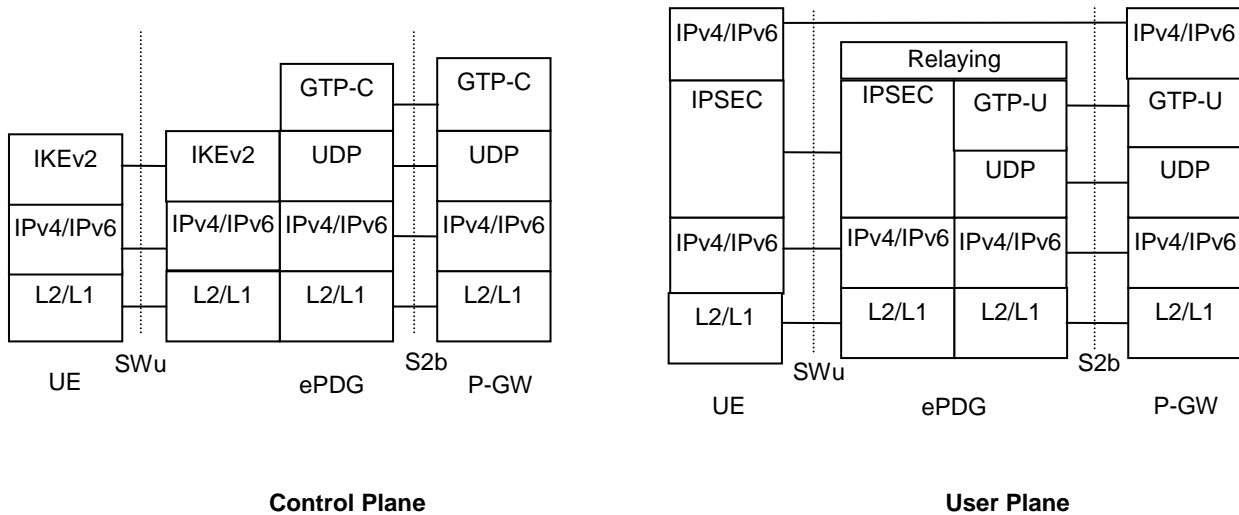 GTP-C GTP-C
IKEv2 IKEv2 UDP UDP
IPv4/IPv6 IPv4/IPv6 IPv4/IPv6 IPv4/IPv6
L2/L1 L2/L1 L2/L1 L2/L1
SWu S2b
UE ePDG P-GW
Control Plane
IPv4/IPv6 IPv4/IPv6
Relaying
IPSEC IPSEC GTP-U GTP-U
UDP UDP
IPv4/IPv6 IPv4/IPv6 IPv4/IPv6 IPv4/IPv6
L2/L1 L2/L1 L2/L1 L2/L1
SWu S2b
UE ePDG P-GW
User Plane